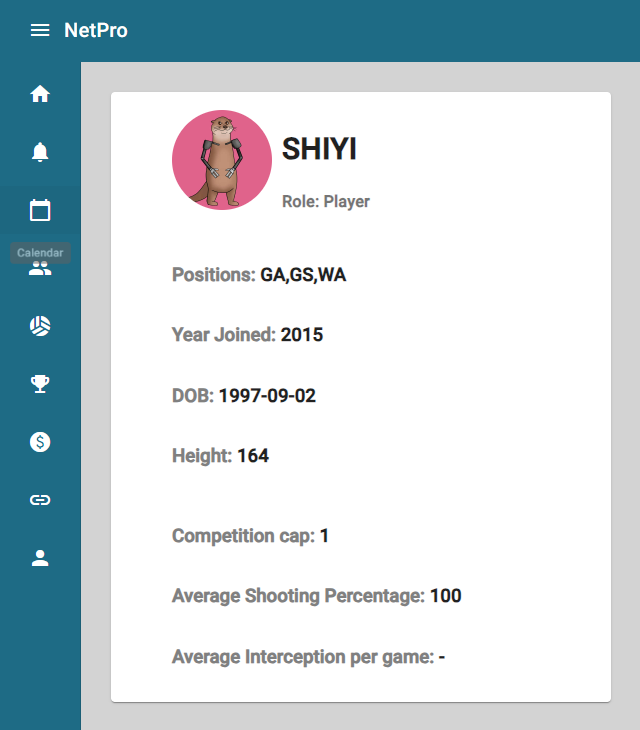 NetPro
Calendar
SHIYI
Role: Player
Positions: GA,GS,WA
Year Joined: 2015
DOB: 1997-09-02
Height: 164
Competition cap: 1
Average Shooting Percentage: 100
Average Interception per game: -